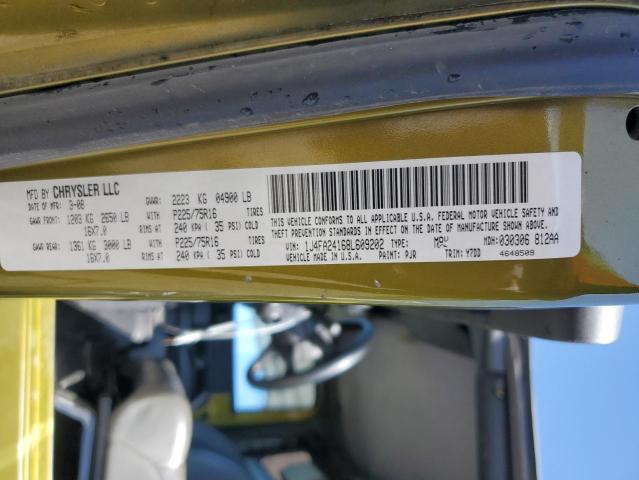 MFD BY CHRYSLER LLC
DATE OF MFR: 3-08 GVWR: 2223 KG 04900 LB
GAWR FRONT: 1203 KG 2650 LB WITH P225/75R16 TIRES
16X7.0 RIMS AT 240 KPA ( 35 PSI) COLD
GAWR REAR: 1361 KG 3000 LB WITH P225/75R16 TIRES
16X7.0 RIMS AT 240 KPA ( 35 PSI) COLD
THIS VEHICLE CONFORMS TO ALL APPLICABLE U.S.A. FEDERAL MOTOR VEHICLE SAFETY, BUMPER, AND
THEFT PREVENTION STANDARDS IN EFFECT ON THE DATE OF MANUFACTURE SHOWN ABOVE.
VIN: 1J4FA24168L609202 TYPE: MPV MDH: 030306 812AA
VEHICLE MADE IN U.S.A. PAINT: PJR TRIM: Y7DD 4648509